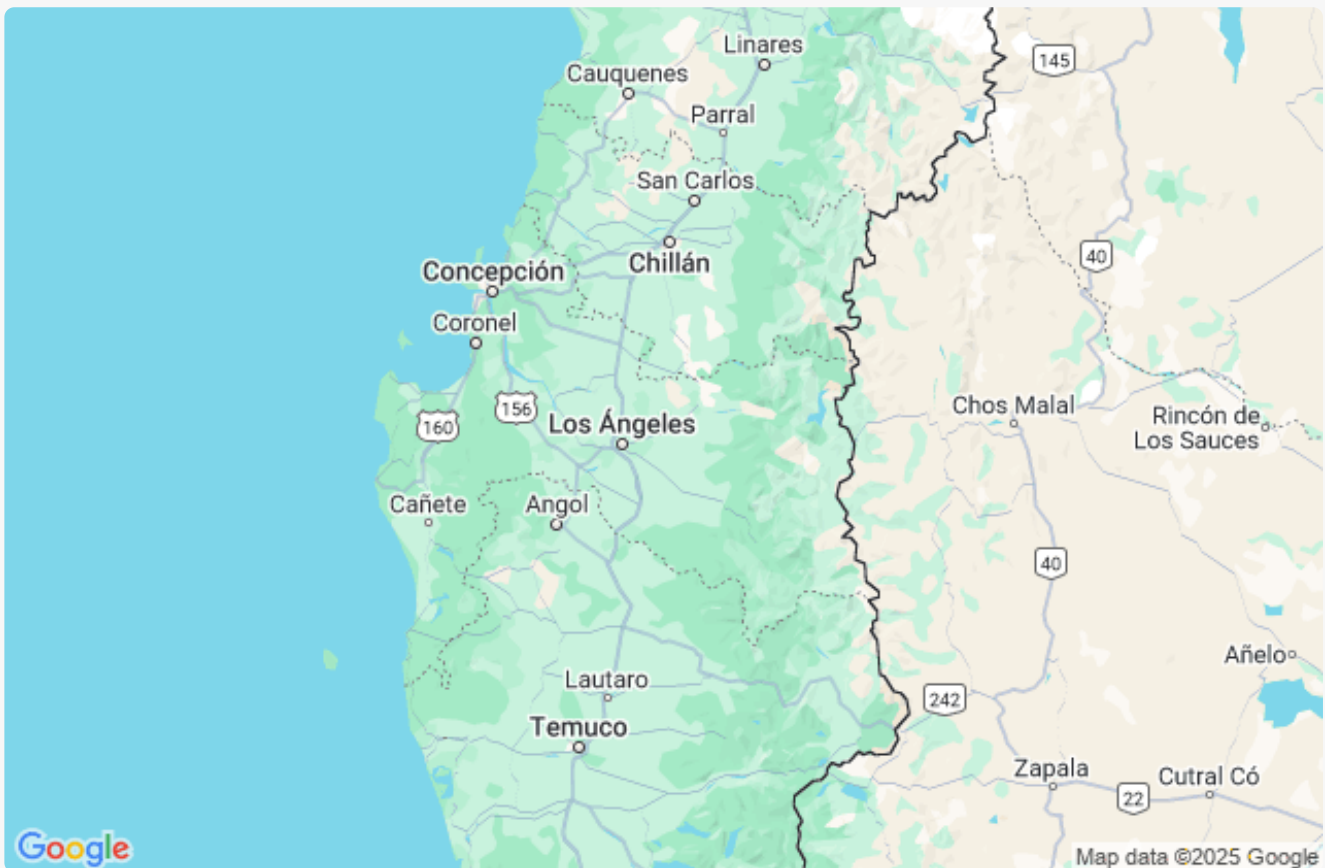 Linares
145
Cauquenes
Parral
San Carlos
40
Concepción
Chillán
Coronel
156
160
Chos Malal
Rincón de
Los Sauces
Los Ángeles
Cañete
Angol
40
Añelo
Lautaro
242
Temuco
Zapala
Cutral Có
22
Google
Map data ©2025 Google